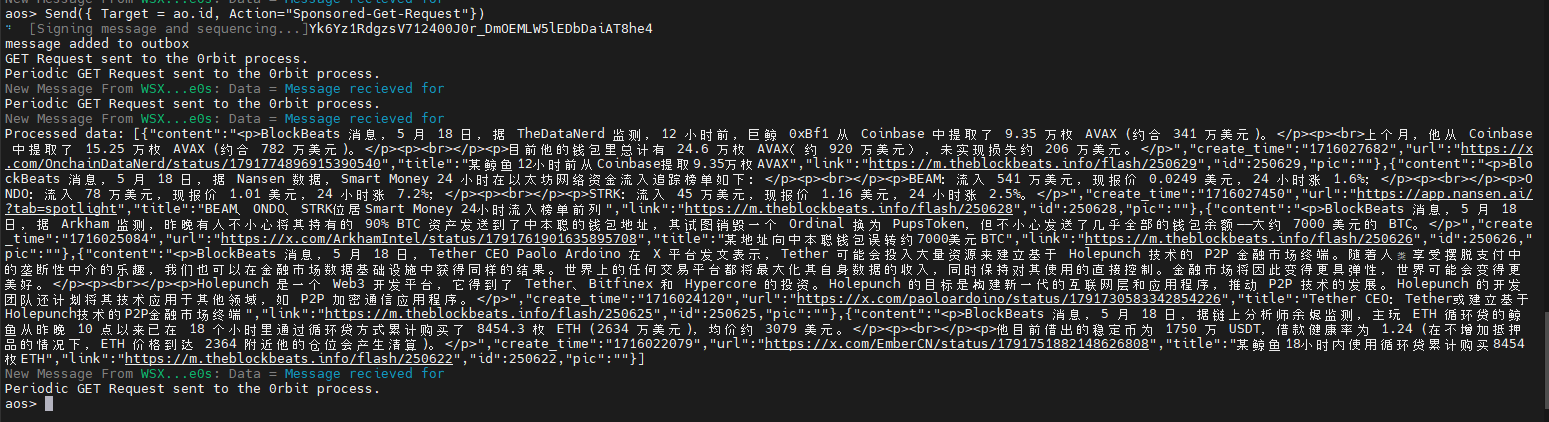 aos> Send({ Target = ao.id, Action="Sponsored-Get-Request"})
[Signing message and sequencing...]Yk6Yz1RdgzsV712400J0r_DmOEMLW5lEDbDaiAT8he4
message added to outbox
GET Request sent to the 0rbit process.
Periodic GET Request sent to the 0rbit process.
New Message From WSX...e0s: Data = Message recieved for
Periodic GET Request sent to the 0rbit process.
New Message From WSX...e0s: Data = Message recieved for
Processed data: [{"content":"<p>BlockBeats 消息，5 月 18 日，据 TheDataNerd 监测，12 小时前，巨鲸 0xBf1 从 Coinbase 中提取了 9.35 万枚 AVAX（约合 341 万美元）。</p><p><br>上个月，他从 Coinbase
中提取了 15.25 万枚 AVAX（约合 782 万美元）。</p><p><br></p><p>目前他的钱包里总计有 24.6 万枚 AVAX（约 920 万美元），未实现损失约 206 万美元。</p>","create_time":"1716027682","url":"https://x
.com/OnchainDataNerd/status/1791774896915390540","title":"某鲸鱼12小时前从Coinbase提取9.35万枚AVAX","link":"https://m.theblockbeats.info/flash/250629","id":250629,"pic":""},{"content":"<p>Blo
ckBeats 消息，5 月 18 日，据 Nansen 数据，Smart Money 24 小时在以太坊网络资金流入追踪榜单如下：</p><p><br></p><p>BEAM：流入 541 万美元，现报价 0.0249 美元，24 小时涨 1.6%；</p><p><br></p><p>O
NDO：流入 78 万美元，现报价 1.01 美元，24 小时涨 7.2%；</p><p><br></p><p>STRK：流入 45 万美元，现报价 1.16 美元，24 小时涨 2.5%。</p>","create_time":"1716027450","url":"https://app.nansen.ai/
?tab=spotlight","title":"BEAM、ONDO、STRK位居Smart Money 24小时流入榜单前列","link":"https://m.theblockbeats.info/flash/250628","id":250628,"pic":""},{"content":"<p>BlockBeats 消息，5 月 18
日，据 Arkham 监测，昨晚有人不小心将其持有的 90% BTC 资产发送到了中本聪的钱包地址，其试图销毁一个 Ordinal 换为 PupsToken，但不小心发送了几乎全部的钱包余额——大约 7000 美元的 BTC。</p>","create
_time":"1716025084","url":"https://x.com/ArkhamIntel/status/1791761901635895708","title":"某地址向中本聪钱包误转约7000美元BTC","link":"https://m.theblockbeats.info/flash/250626","id":250626,"
pic":""},{"content":"<p>BlockBeats 消息，5 月 18 日，Tether CEO Paolo Ardoino 在 X 平台发文表示，Tether 可能会投入大量资源来建立基于 Holepunch 技术的 P2P 金融市场终端。随着人类享受摆脱支付中
的垄断性中介的乐趣，我们也可以在金融市场数据基础设施中获得同样的结果。世界上的任何交易平台都将最大化其自身数据的收入，同时保持对其使用的直接控制。金融市场将因此变得更具弹性，世界可能会变得更
美好。</p><p><br></p><p>Holepunch 是一个 Web3 开发平台，它得到了 Tether、Bitfinex 和 Hypercore 的投资。Holepunch 的目标是构建新一代的互联网层和应用程序，推动 P2P 技术的发展。Holepunch 的开发
团队还计划将其技术应用于其他领域，如 P2P 加密通信应用程序。</p>","create_time":"1716024120","url":"https://x.com/paoloardoino/status/1791730583342854226","title":"Tether CEO：Tether或建立基于
Holepunch技术的P2P金融市场终端","link":"https://m.theblockbeats.info/flash/250625","id":250625,"pic":""},{"content":"<p>BlockBeats 消息，5 月 18 日，据链上分析师余烬监测，主玩 ETH 循环贷的鲸
鱼从昨晚 10 点以来已在 18 个小时里通过循环贷方式累计购买了 8454.3 枚 ETH（2634 万美元），均价约 3079 美元。</p><p><br></p><p>他目前借出的稳定币为 1750 万 USDT，借款健康率为 1.24（在不增加抵押
品的情况下，ETH 价格到达 2364 附近他的仓位会产生清算）。</p>","create_time":"1716022079","url":"https://x.com/EmberCN/status/1791751882148626808","title":"某鲸鱼18小时内使用循环贷累计购买8454
枚ETH","link":"https://m.theblockbeats.info/flash/250622","id":250622,"pic":""}]
New Message From WSX...e0s: Data = Message recieved for
Periodic GET Request sent to the 0rbit process.
aos>